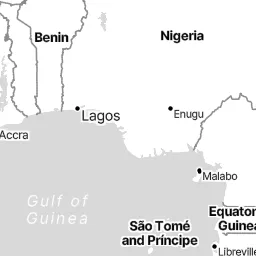 Benin
Nigeria
Lagos
Enugu
Accra
Malabo
Gulf of
Guinea
Equator
Guinea
São Tomé
and Príncipe
Libreville